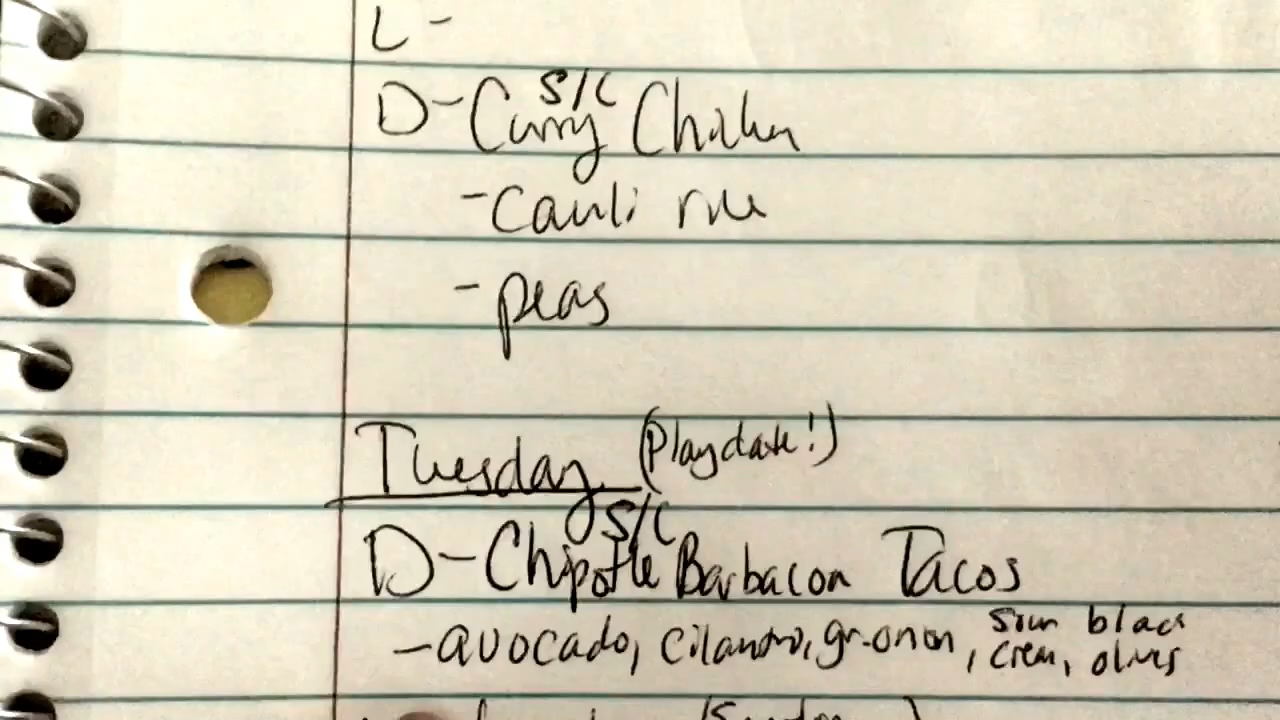 L -
S/C
D - Curry Chicken
- Cauli rice
- peas
Tuesday (Playdate!)
S/C
D - Chipotle Barbacoa Tacos
- avocado, cilantro, gr. onion, sour cream, black olives